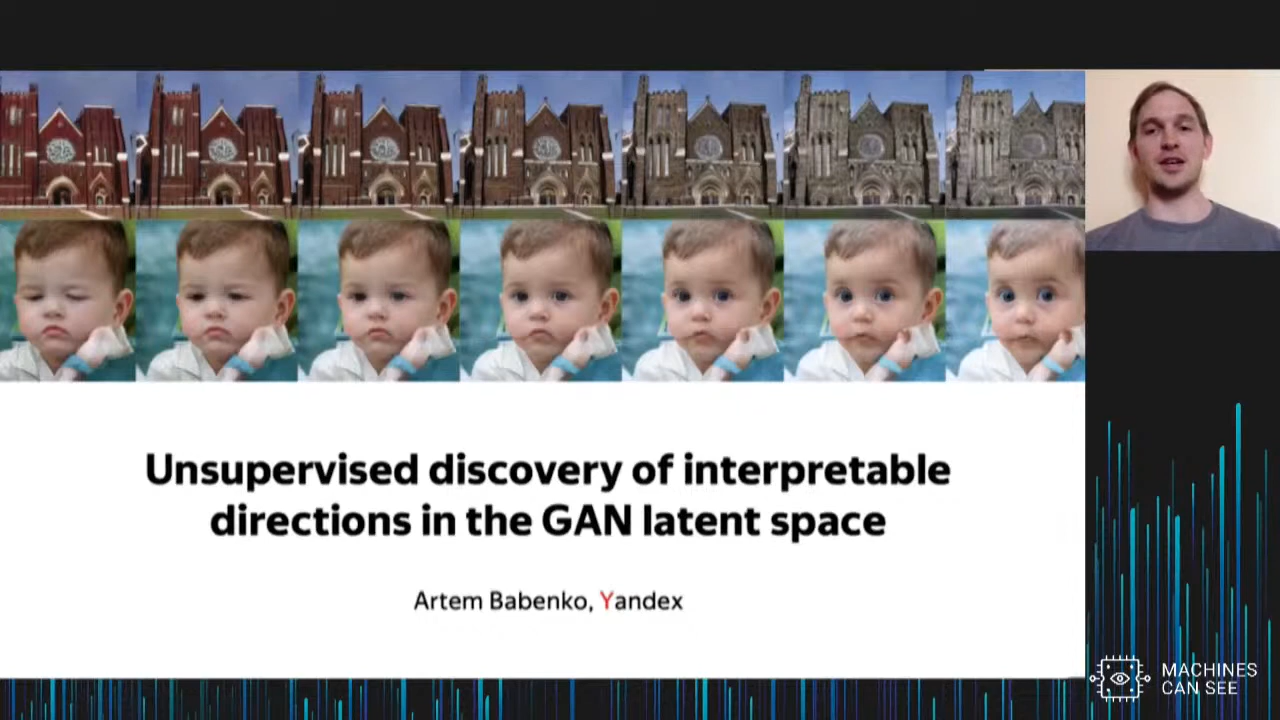 Unsupervised discovery of interpretable
directions in the GAN latent space
Artem Babenko, Yandex
MACHINES
CAN SEE